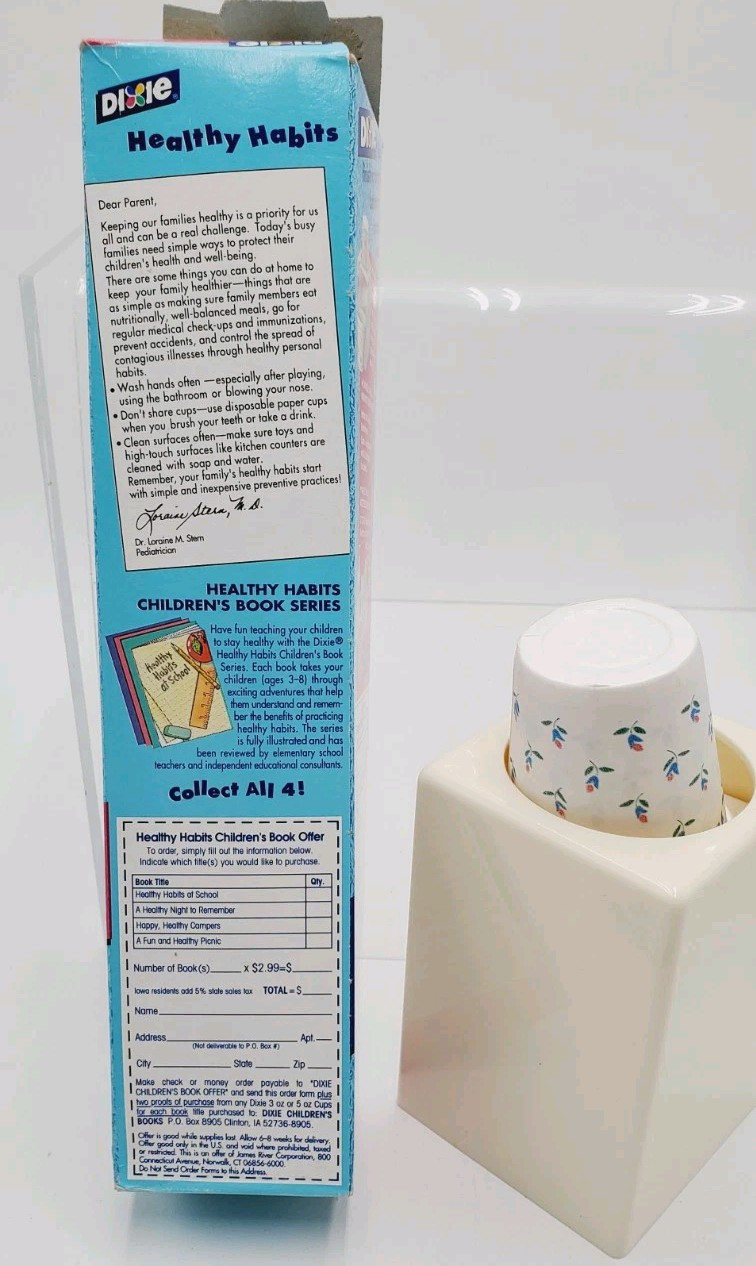 DIXIE
Healthy Habits
Dear Parent,
Keeping our families healthy is a priority for us
all and can be a real challenge. Today's busy
families need simple ways to protect their
children's health and well-being.
There are some things you can do at home to
keep your family healthier—things that are
as simple as making sure family members eat
nutritionally, well-balanced meals, go for
regular medical check-ups and immunizations,
prevent accidents, and control the spread of
contagious illnesses through healthy personal
habits.
• Wash hands often —especially after playing,
using the bathroom or blowing your nose.
• Don't share cups—use disposable paper cups
when you brush your teeth or take a drink.
• Clean surfaces often—make sure toys and
high-touch surfaces like kitchen counters are
cleaned with soap and water.
Remember, your family's healthy habits start
with simple and inexpensive preventive practices!
Loraine Stern, M.D.
Dr. Loraine M. Stern
Pediatrician
HEALTHY HABITS
CHILDREN'S BOOK SERIES
Healthy
Habits
at School
Have fun teaching your children
to stay healthy with the Dixie®
Healthy Habits Children's Book
Series. Each book takes your
children (ages 3-8) through
exciting adventures that help
them understand and remem-
ber the benefits of practicing
healthy habits. The series
is fully illustrated and has
been reviewed by elementary school
teachers and independent educational consultants.
Collect All 4!
Healthy Habits Children's Book Offer
To order, simply fill out the information below.
Indicate which title(s) you would like to purchase.
Book Title Qty.
Healthy Habits at School
A Healthy Night to Remember
Happy, Healthy Campers
A Fun and Healthy Picnic
Number of Book(s)______ x $2.99=$______
Iowa residents add 5% state sales tax TOTAL = $______
Name______
Address______ Apt.___
(Not deliverable to P.O. Box #)
City______ State______ Zip___
Make check or money order payable to "DIXIE
CHILDREN'S BOOK OFFER" and send this order form plus
two proofs of purchase from any Dixie 3 oz or 5 oz Cups
for each book title purchased to: DIXIE CHILDREN'S
BOOKS P.O. Box 8905 Clinton, IA 52736-8905.
Offer is good while supplies last. Allow 6-8 weeks for delivery.
Offer good only in the U.S. and void where prohibited, taxed
or restricted. This is an offer of James River Corporation, 800
Connecticut Avenue, Norwalk, CT 06856-6000.
Do Not Send Order Forms to this Address.